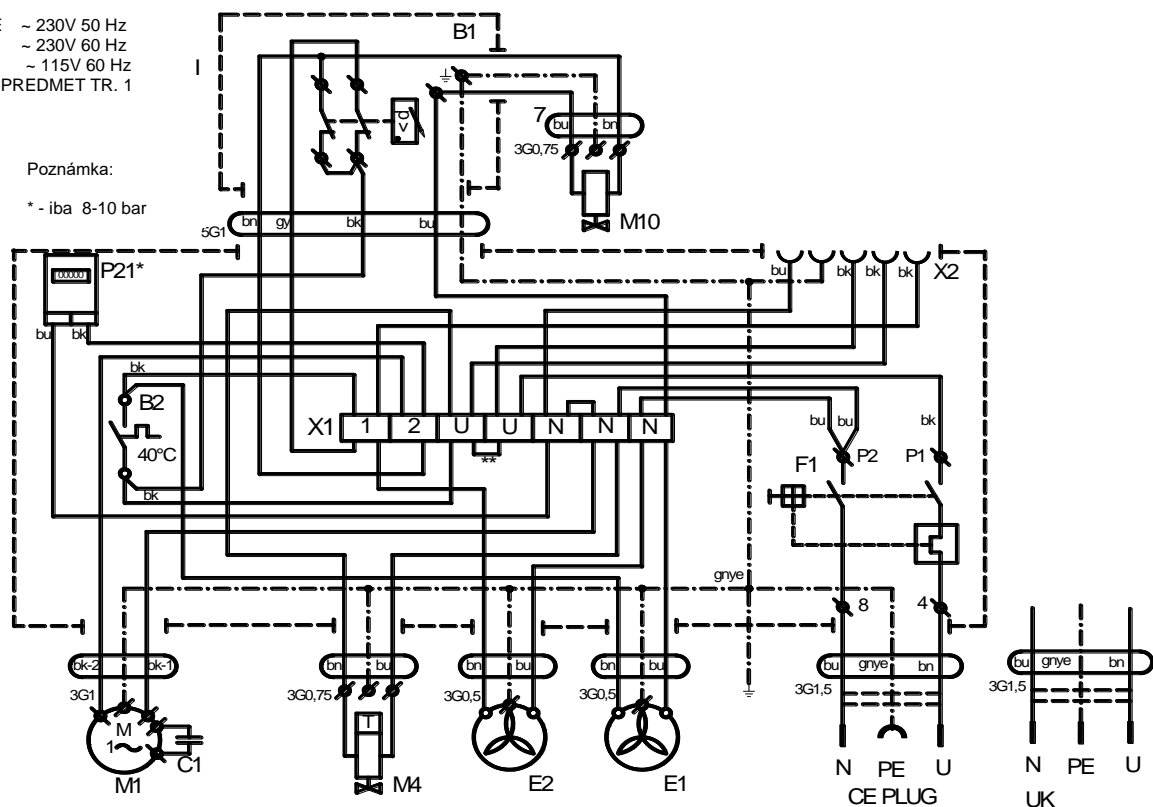 E ~ 230V 50 Hz
~ 230V 60 Hz
~ 115V 60 Hz
PREDMET TR. 1
I
B1
Poznámka:
* - iba 8-10 bar
7
bu bn
3G0,75
M10
5G1
bn gy bk bu
P21*
00000
bu bk
bu bk bk bk
X2
bk
B2
40°C
bk
X1 1 2 U U N N N
**
bu bu bk
P2 P1
F1
gnye
8 4
bk-2 bk-1
3G1
bn bu
3G0,75
bn bu
3G0,5
bn bu
3G0,5
bu gnye bn
3G1,5
bu gnye bn
3G1,5
M
1
C1
M1
T
M4
E2
E1
N PE U
CE PLUG
N PE U
UK